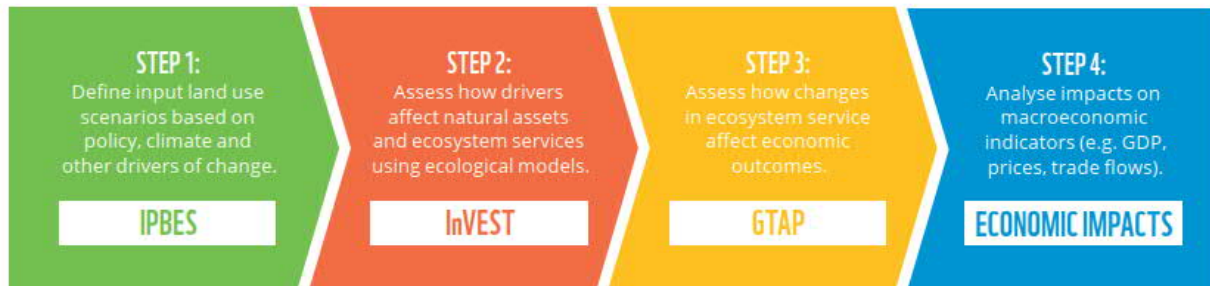 STEP 1:
Define input land use
scenarios based on
policy, climate and
other drivers of change.
IPBES
STEP 2:
Assess how drivers
affect natural assets
and ecosystem services
using ecological models.
InVEST
STEP 3:
Assess how changes
in ecosystem service
affect economic
outcomes.
GTAP
STEP 4:
Analyse impacts on
macroeconomic
indicators (e.g. GDP,
prices, trade flows).
ECONOMIC IMPACTS